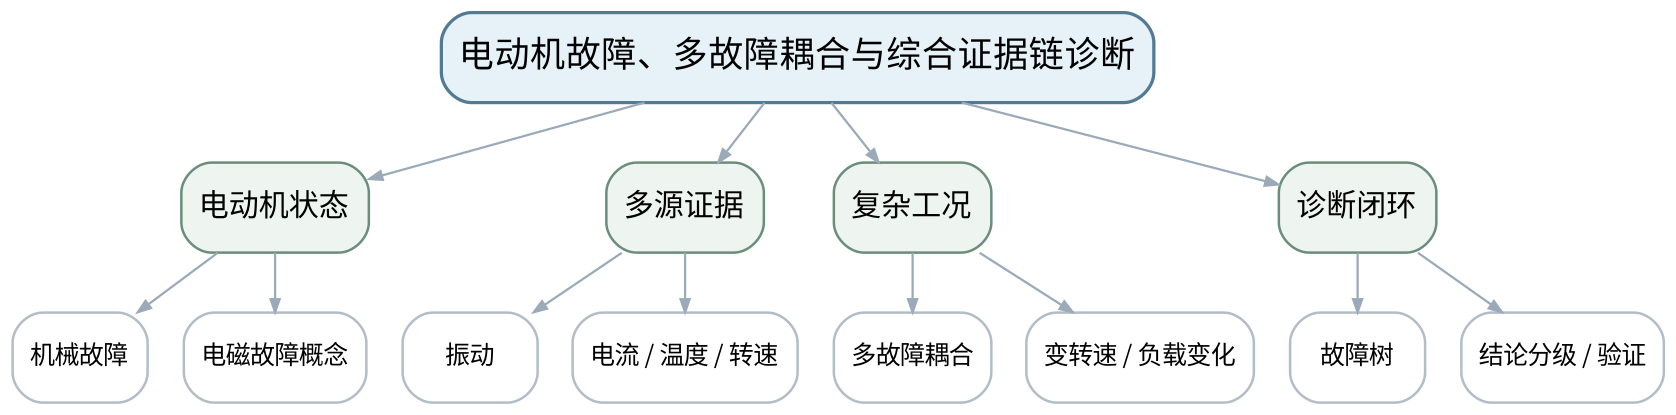 电动机故障、多故障耦合与综合证据链诊断
电动机状态
多源证据
复杂工况
诊断闭环
机械故障
电磁故障概念
振动
电流 / 温度 / 转速
多故障耦合
变转速 / 负载变化
故障树
结论分级 / 验证